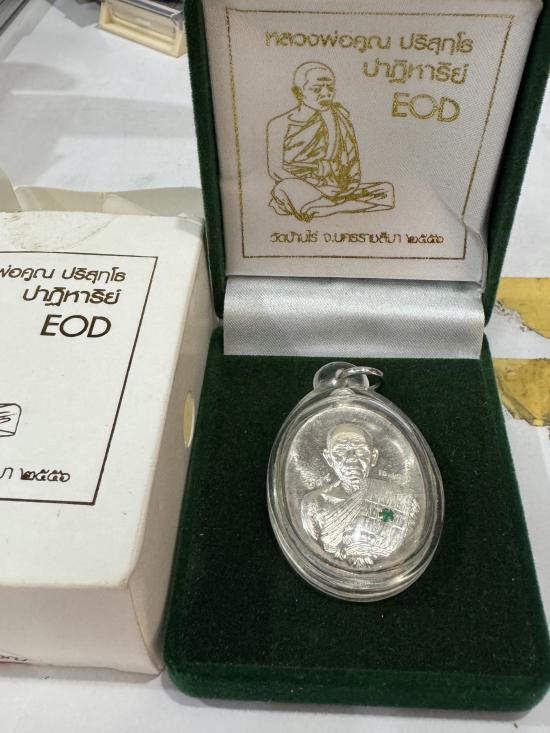 หลวงพ่อคูณ ปริสุทฺโธ
ปาฏิหาริย์
EOD
วัดบ้านไร่ จ.นครราชสีมา ๒๕๕๖
พ่อคูณ ปริสุทฺโธ
ปาฏิหาริย์
EOD
มา ๒๕๕๖